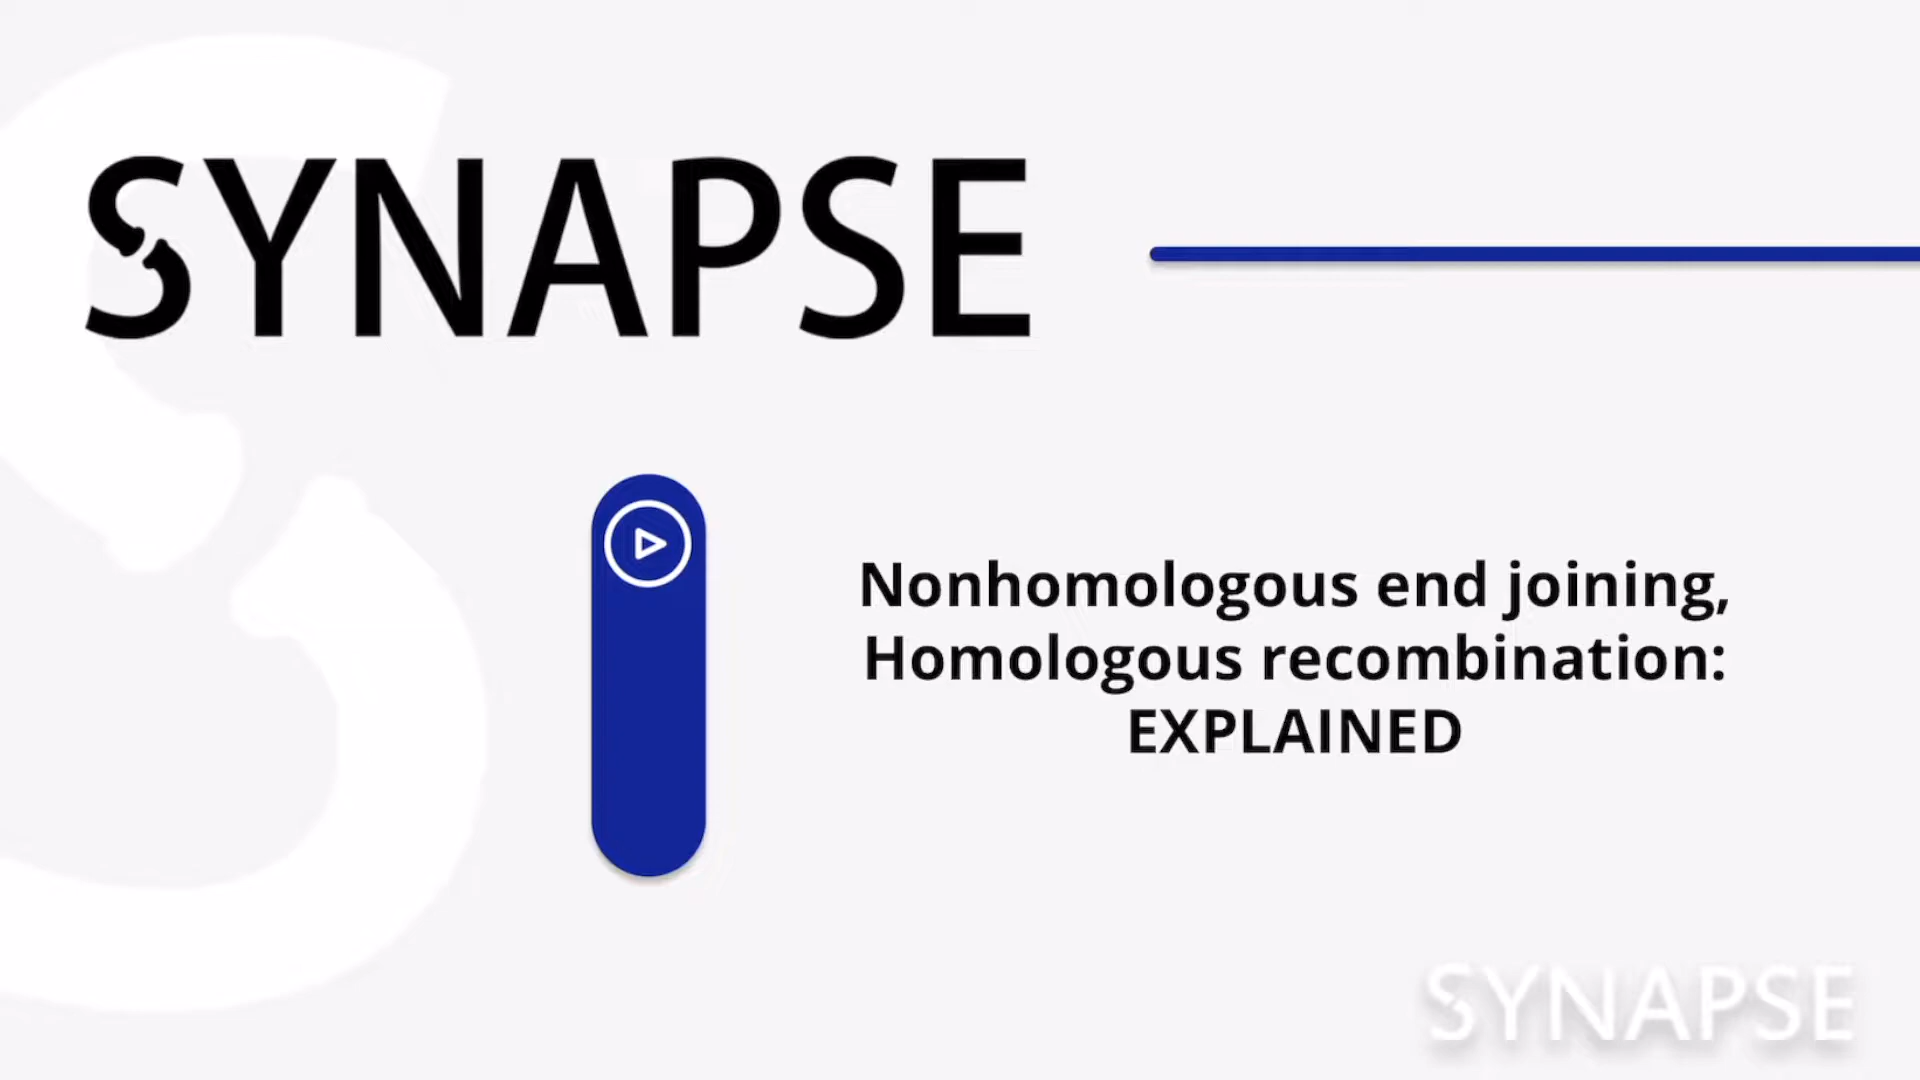 SYNAPSE
Nonhomologous end joining,
Homologous recombination:
EXPLAINED
SYNAPSE